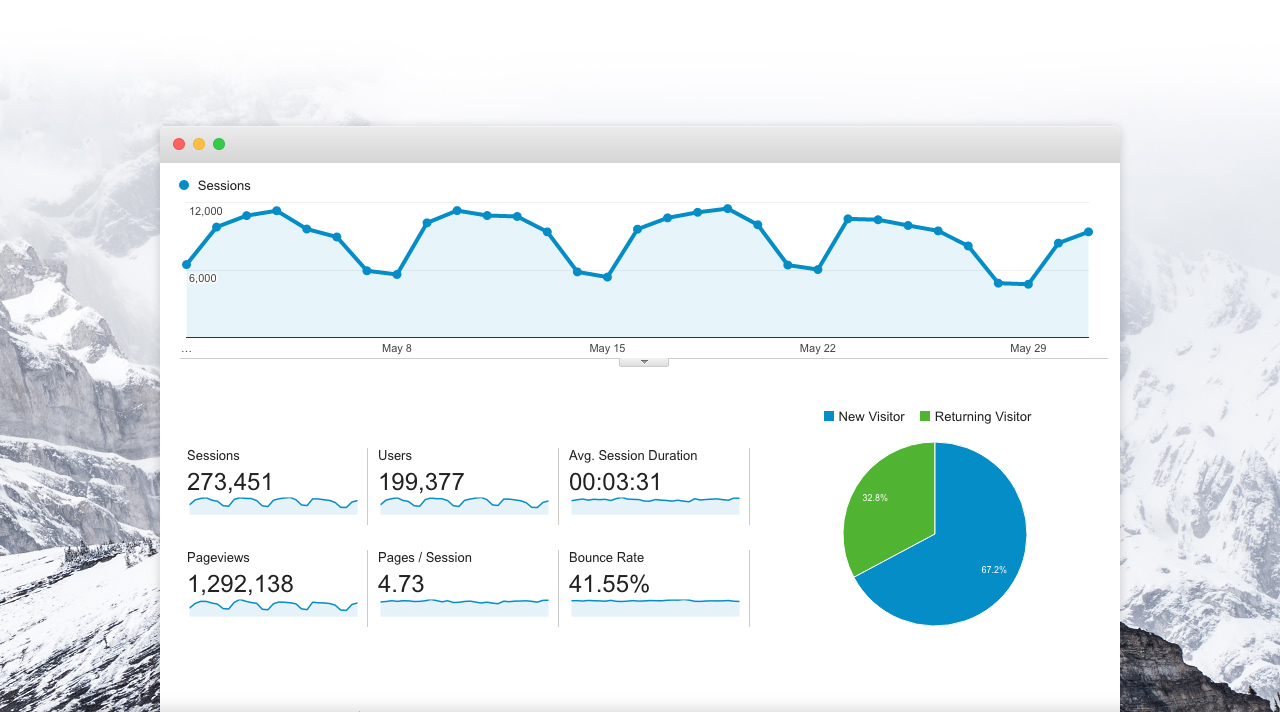 Sessions
12,000
6,000
...
May 8
May 15
May 22
May 29
New Visitor
Returning Visitor
Sessions
273,451
Users
199,377
Avg. Session Duration
00:03:31
Pageviews
1,292,138
Pages / Session
4.73
Bounce Rate
41.55%
32.8%
67.2%